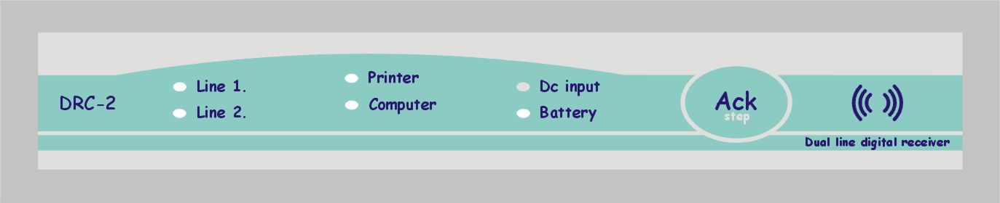 DRC-2
Line 1.
Line 2.
Printer
Computer
Dc input
Battery
Ack
step
Dual line digital receiver